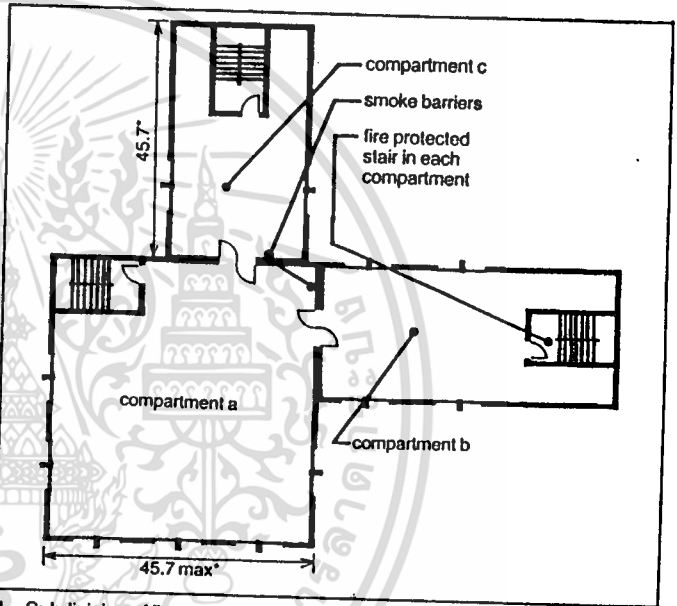 compartment c
smoke barriers
fire protected
stair in each
compartment
45.7*
compartment a
compartment b
45.7 max*